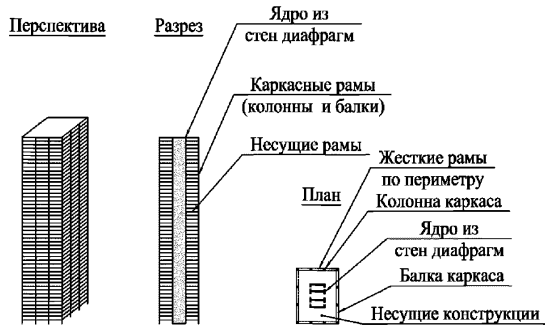 Перспектива
Разрез
Ядро из
стен диафрагм
Каркасные рамы
(колонны и балки)
Несущие рамы
План
Жесткие рамы
по периметру
Колонна каркаса
Ядро из
стен диафрагм
Балка каркаса
Несущие конструкции